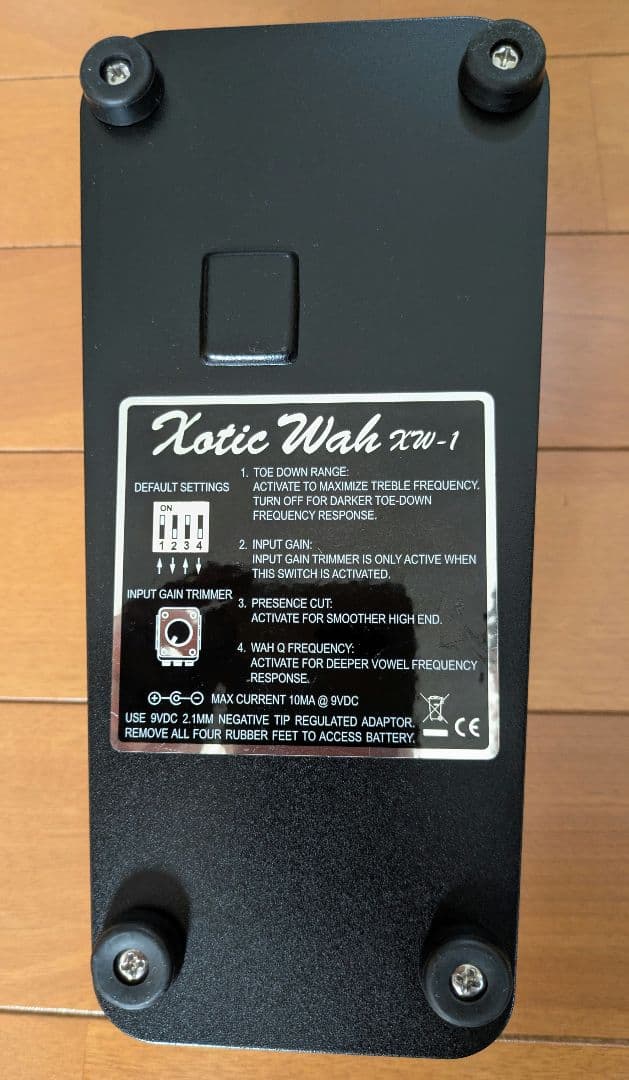 Xotic Wah XW-1
DEFAULT SETTINGS
ON
1 2 3 4
INPUT GAIN TRIMMER
1. TOE DOWN RANGE:
ACTIVATE TO MAXIMIZE TREBLE FREQUENCY.
TURN OFF FOR DARKER TOE-DOWN
FREQUENCY RESPONSE.
2. INPUT GAIN:
INPUT GAIN TRIMMER IS ONLY ACTIVE WHEN
THIS SWITCH IS ACTIVATED.
3. PRESENCE CUT:
ACTIVATE FOR SMOOTHER HIGH END.
4. WAH Q FREQUENCY:
ACTIVATE FOR DEEPER VOWEL FREQUENCY
RESPONSE.
MAX CURRENT 10MA @ 9VDC
USE 9VDC 2.1MM NEGATIVE TIP REGULATED ADAPTOR.
REMOVE ALL FOUR RUBBER FEET TO ACCESS BATTERY.
CE